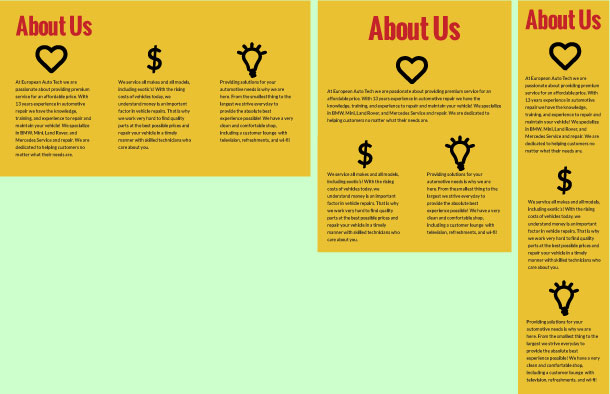 About Us
At European Auto Tech we are
passionate about providing premium
service for an affordable price. With
13 years experience in automotive
repair we have the knowledge,
training, and experience to repair and
maintain your vehicle! We specialize
in BMW, Mini, Land Rover, and
Mercedes Service and repair. We are
dedicated to helping customers no
matter what their needs are.
$
We service all makes and all models,
including exotic's! With the rising
costs of vehicles today, we
understand money is an important
factor in vehicle repairs. That is why
we work very hard to find quality
parts at the best possible prices and
repair your vehicle in a timely
manner with skilled technicians who
care about you.
Providing solutions for your
automotive needs is why we are
here. From the smallest thing to the
largest we strive everyday to
provide the absolute best
experience possible! We have a very
clean and comfortable shop,
including a customer lounge with
television, refreshments, and wi-fi!
About Us
At European Auto Tech we are passionate about providing premium service for an
affordable price. With 13 years experience in automotive repair we have the
knowledge, training, and experience to repair and maintain your vehicle! We specialize
in BMW, Mini, Land Rover, and Mercedes Service and repair. We are dedicated to
helping customers no matter what their needs are.
$
We service all makes and all models,
including exotic's! With the rising
costs of vehicles today, we
understand money is an important
factor in vehicle repairs. That is why
we work very hard to find quality
parts at the best possible prices and
repair your vehicle in a timely
manner with skilled technicians who
care about you.
Providing solutions for your
automotive needs is why we are
here. From the smallest thing to the
largest we strive everyday to
provide the absolute best
experience possible! We have a very
clean and comfortable shop,
including a customer lounge with
television, refreshments, and wi-fi!
About Us
At European Auto Tech we are
passionate about providing premium
service for an affordable price. With
13 years experience in automotive
repair we have the knowledge,
training, and experience to repair and
maintain your vehicle! We specialize
in BMW, Mini, Land Rover, and
Mercedes Service and repair. We are
dedicated to helping customers no
matter what their needs are.
$
We service all makes and all models,
including exotic's! With the rising
costs of vehicles today, we
understand money is an important
factor in vehicle repairs. That is why
we work very hard to find quality
parts at the best possible prices and
repair your vehicle in a timely
manner with skilled technicians who
care about you.
Providing solutions for your
automotive needs is why we are
here. From the smallest thing to the
largest we strive everyday to
provide the absolute best
experience possible! We have a very
clean and comfortable shop,
including a customer lounge with
television, refreshments, and wi-fi!